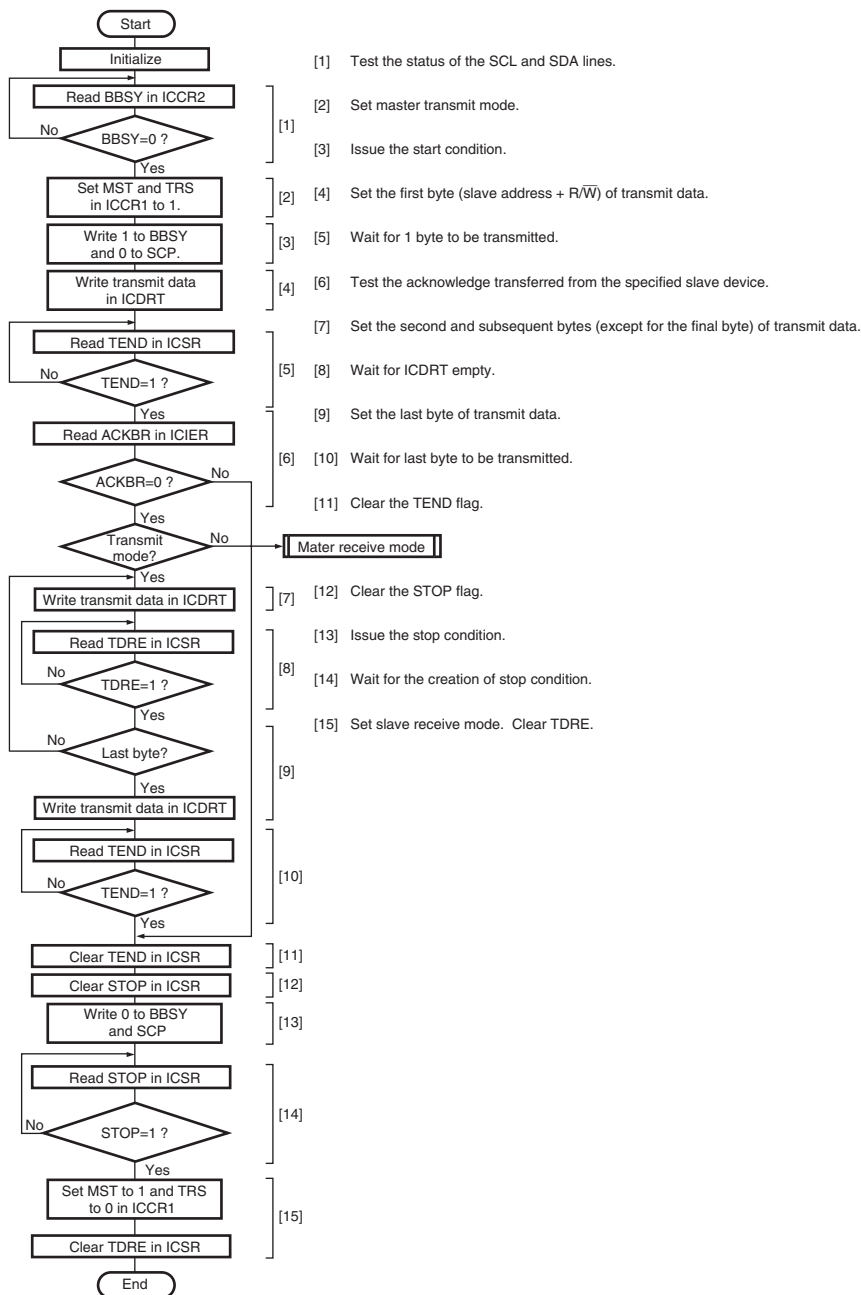 Start
Initialize
Read BBSY in ICCR2
No
BBSY=0 ?
[1]
Yes
Set MST and TRS
in ICCR1 to 1.
[2]
Write 1 to BBSY
and 0 to SCP.
[3]
Write transmit data
in ICDRT
[4]
Read TEND in ICSR
No
TEND=1 ?
[5]
Yes
Read ACKBR in ICIER
[6]
No
ACKBR=0 ?
Yes
Transmit
mode?
No
Mater receive mode
Yes
Write transmit data in ICDRT
[7]
Read TDRE in ICSR
[8]
No
TDRE=1 ?
Yes
No
Last byte?
[9]
Yes
Write transmit data in ICDRT
Read TEND in ICSR
[10]
No
TEND=1 ?
Yes
Clear TEND in ICSR
[11]
Clear STOP in ICSR
[12]
Write 0 to BBSY
and SCP
[13]
Read STOP in ICSR
[14]
No
STOP=1 ?
Yes
Set MST to 1 and TRS
to 0 in ICCR1
[15]
Clear TDRE in ICSR
End
[1] Test the status of the SCL and SDA lines.
[2] Set master transmit mode.
[3] Issue the start condition.
[4] Set the first byte (slave address + R/W̅) of transmit data.
[5] Wait for 1 byte to be transmitted.
[6] Test the acknowledge transferred from the specified slave device.
[7] Set the second and subsequent bytes (except for the final byte) of transmit data.
[8] Wait for ICDRT empty.
[9] Set the last byte of transmit data.
[10] Wait for last byte to be transmitted.
[11] Clear the TEND flag.
[12] Clear the STOP flag.
[13] Issue the stop condition.
[14] Wait for the creation of stop condition.
[15] Set slave receive mode. Clear TDRE.